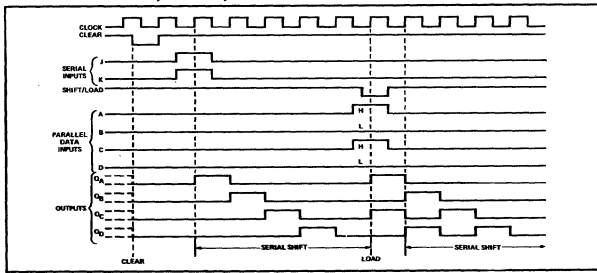 CLOCK
CLEAR
SERIAL
INPUTS
J
K
SHIFT/LOAD
PARALLEL
DATA
INPUTS
A
H
B
L
C
H
D
L
OUTPUTS
QA
QB
QC
QD
SERIAL SHIFT
SERIAL SHIFT
CLEAR
LOAD